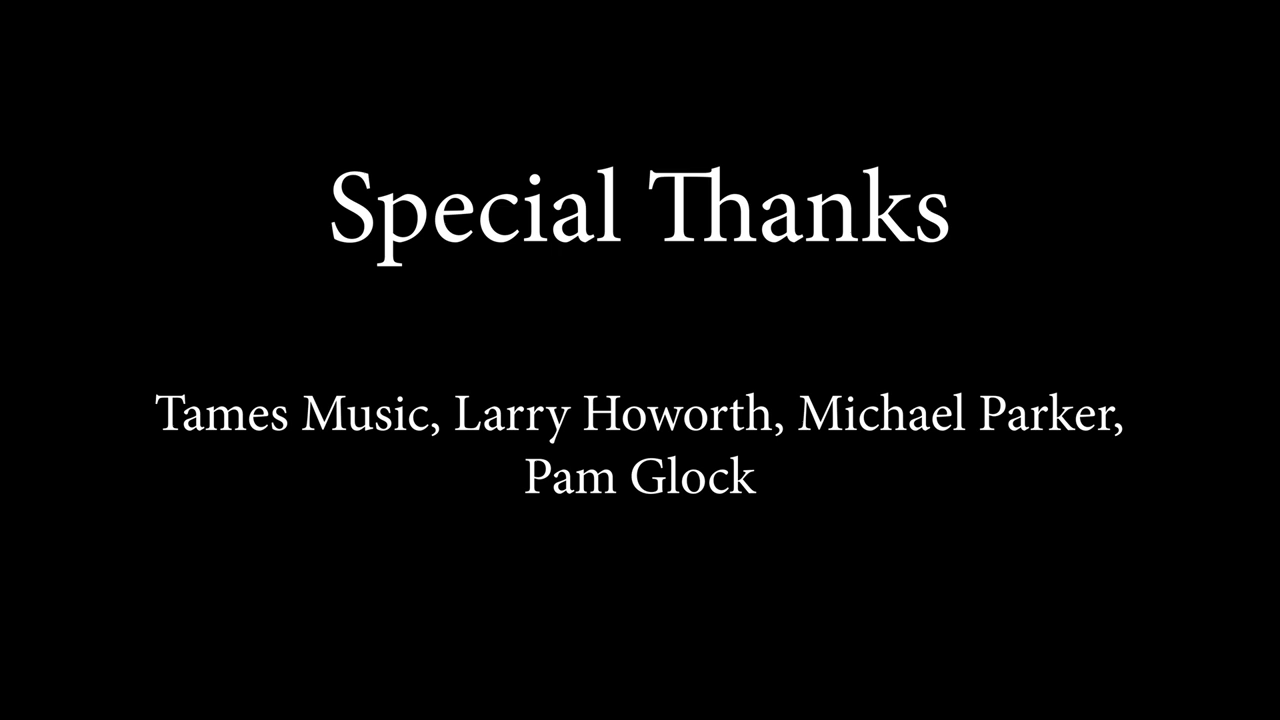 Special Thanks
Tames Music, Larry Howorth, Michael Parker,
Pam Glock